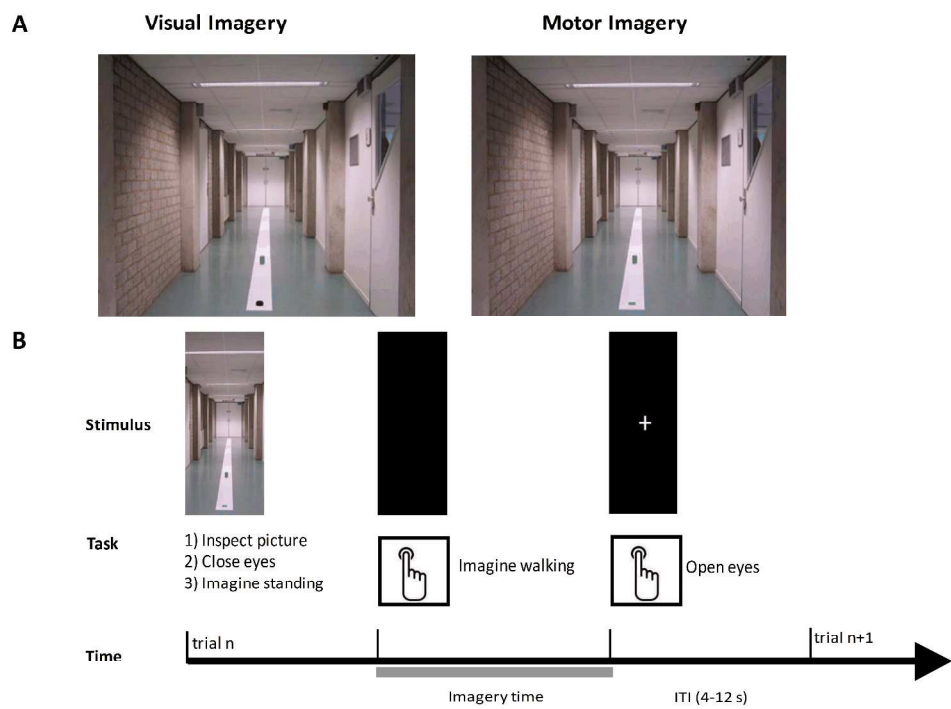 A
Visual Imagery
Motor Imagery
B
Stimulus
Task
1) Inspect picture
2) Close eyes
3) Imagine standing
Imagine walking
Open eyes
Time
trial n
trial n+1
Imagery time
ITI (4-12 s)